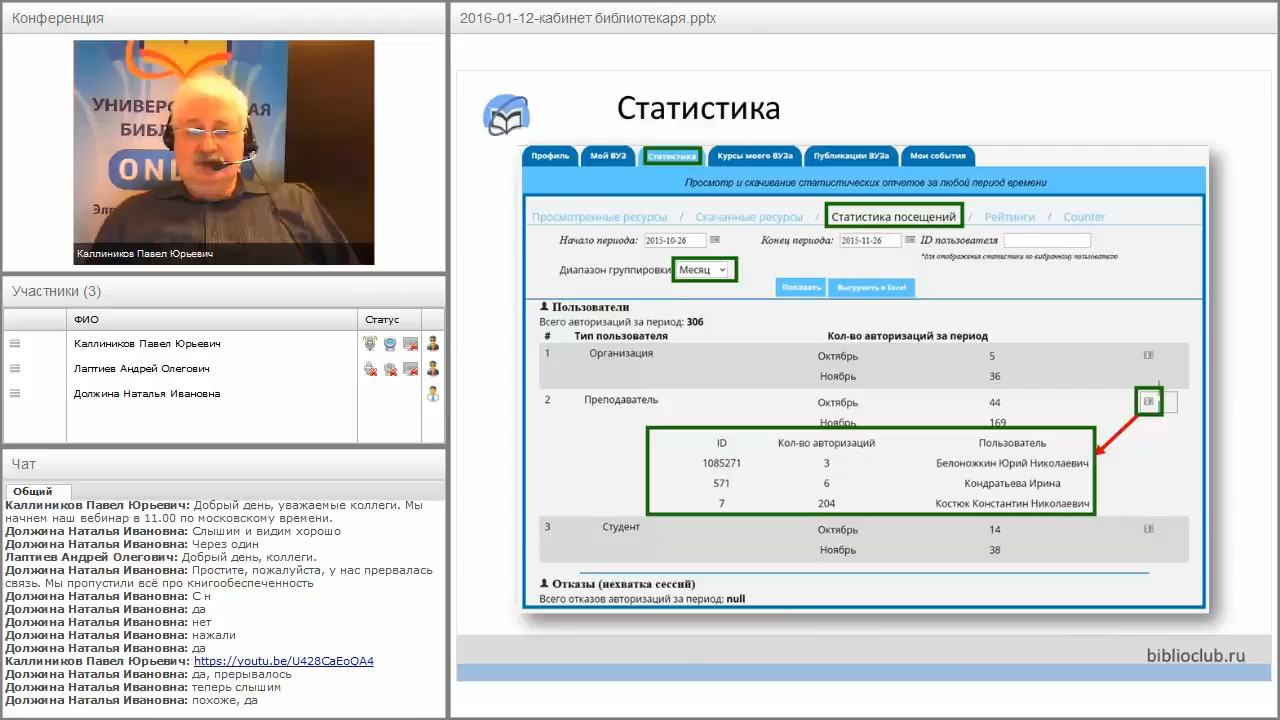 Конференция
УНИВЕРСИТЕТСКАЯ
БИБЛ
ON
Эле
Каллиников Павел Юрьевич
Участники (3)
ФИО
Статус
Каллиников Павел Юрьевич
Лаптиев Андрей Олегович
Должина Наталья Ивановна
Чат
Общий
Каллиников Павел Юрьевич: Добрый день, уважаемые коллеги. Мы
начнем наш вебинар в 11.00 по московскому времени.
Должина Наталья Ивановна: Слышим и видим хорошо
Должина Наталья Ивановна: Через один
Лаптиев Андрей Олегович: Добрый день, коллеги.
Должина Наталья Ивановна: Простите, пожалуйста, у нас прервалась
связь. Мы пропустили всё про книгообеспеченность
Должина Наталья Ивановна: С н
Должина Наталья Ивановна: да
Должина Наталья Ивановна: нет
Должина Наталья Ивановна: нажали
Должина Наталья Ивановна: да
Каллиников Павел Юрьевич: https://youtu.be/U428CaEoQA4
Должина Наталья Ивановна: да, прерывалось
Должина Наталья Ивановна: теперь слышим
Должина Наталья Ивановна: похоже, да
2016-01-12-кабинет библиотекаря.pptx
Статистика
Профиль Мой ВУЗ Статистика Курсы моего ВУЗа Публикации ВУЗа Мои события
Просмотр и скачивание статистических отчетов за любой период времени
Просмотренные ресурсы / Скачанные ресурсы / Статистика посещений / Рейтинги / Counter
Начало периода: 2015-10-26 Конец периода: 2015-11-26 ID пользователя
*для отображения статистики по выбранному пользователю
Диапазон группировки Месяц
Показать Выгрузить в Excel
Пользователи
Всего авторизаций за период: 306
# Тип пользователя Кол-во авторизаций за период
1 Организация Октябрь 5
Ноябрь 36
2 Преподаватель Октябрь 44
Ноябрь 169
ID Кол-во авторизаций Пользователь
1085271 3 Белоножкин Юрий Николаевич
571 6 Кондратьева Ирина
7 204 Костюк Константин Николаевич
3 Студент Октябрь 14
Ноябрь 38
Отказы (нехватка сессий)
Всего отказов авторизаций за период: null
biblioclub.ru